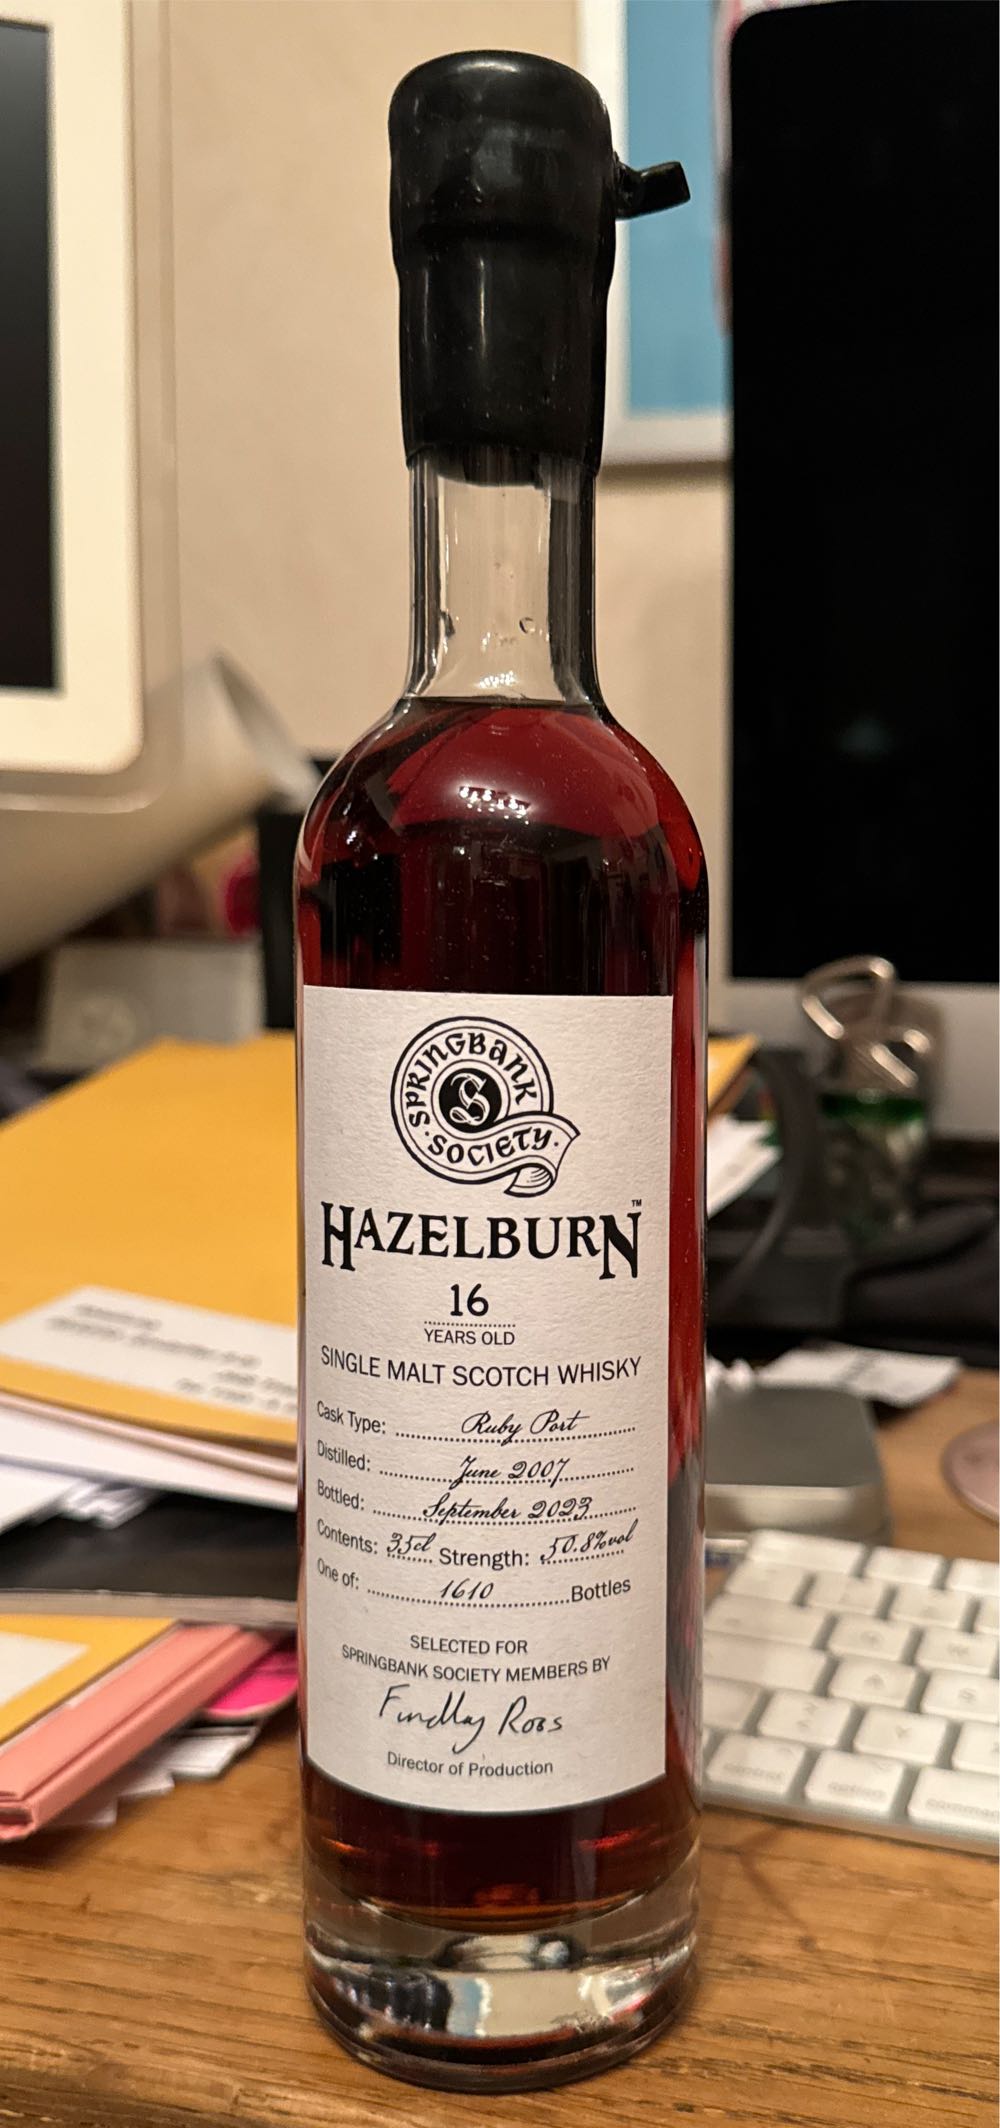 SPRINGBANK
· SOCIETY ·
S
HAZELBURN™
16
YEARS OLD
SINGLE MALT SCOTCH WHISKY
Cask Type: Ruby Port
Distilled: June 2007
Bottled: September 2023
Contents: 35cl Strength: 50.8%vol
One of: 1610 Bottles
SELECTED FOR
SPRINGBANK SOCIETY MEMBERS BY
Findlay Ross
Director of Production
control option